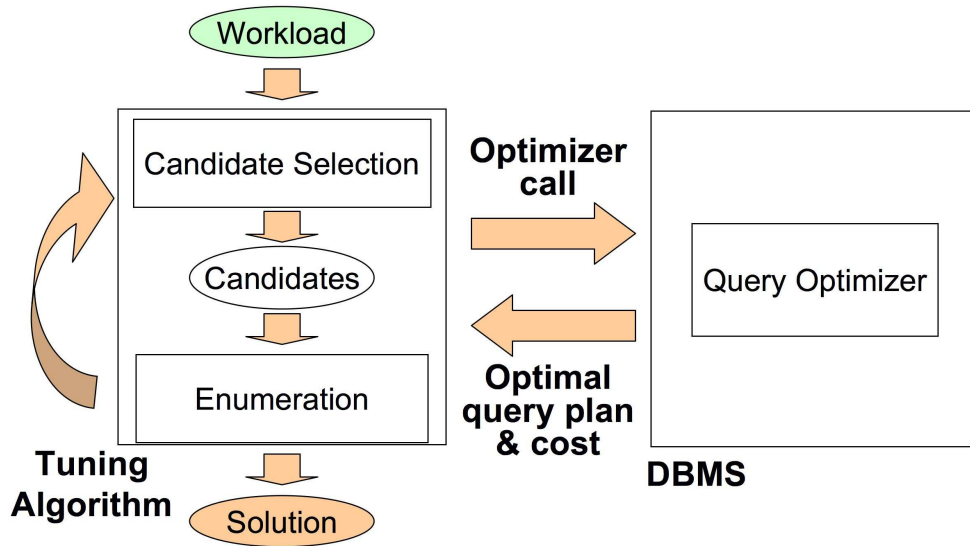 Workload
Candidate Selection
Candidates
Enumeration
Tuning
Algorithm
Solution
Optimizer
call
Optimal
query plan
& cost
Query Optimizer
DBMS